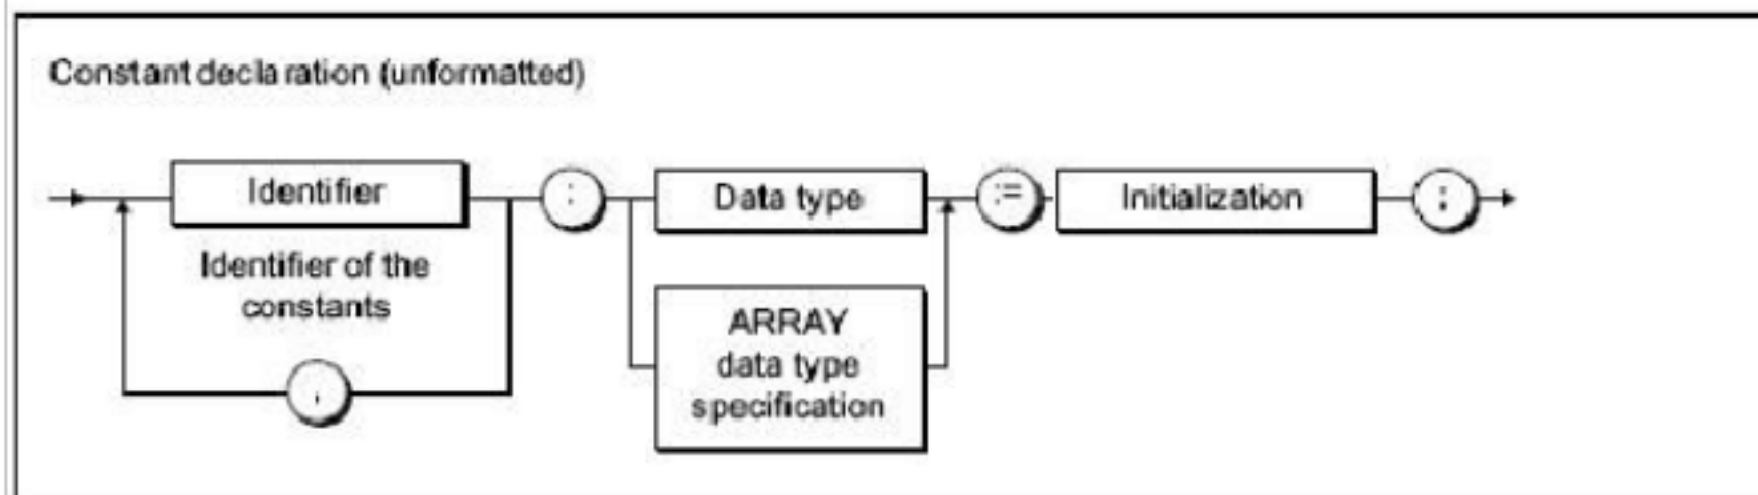 Constant declaration (unformatted)
Identifier
:
Data type
:=
Initialization
;
Identifier of the
constants
,
ARRAY
data type
specification